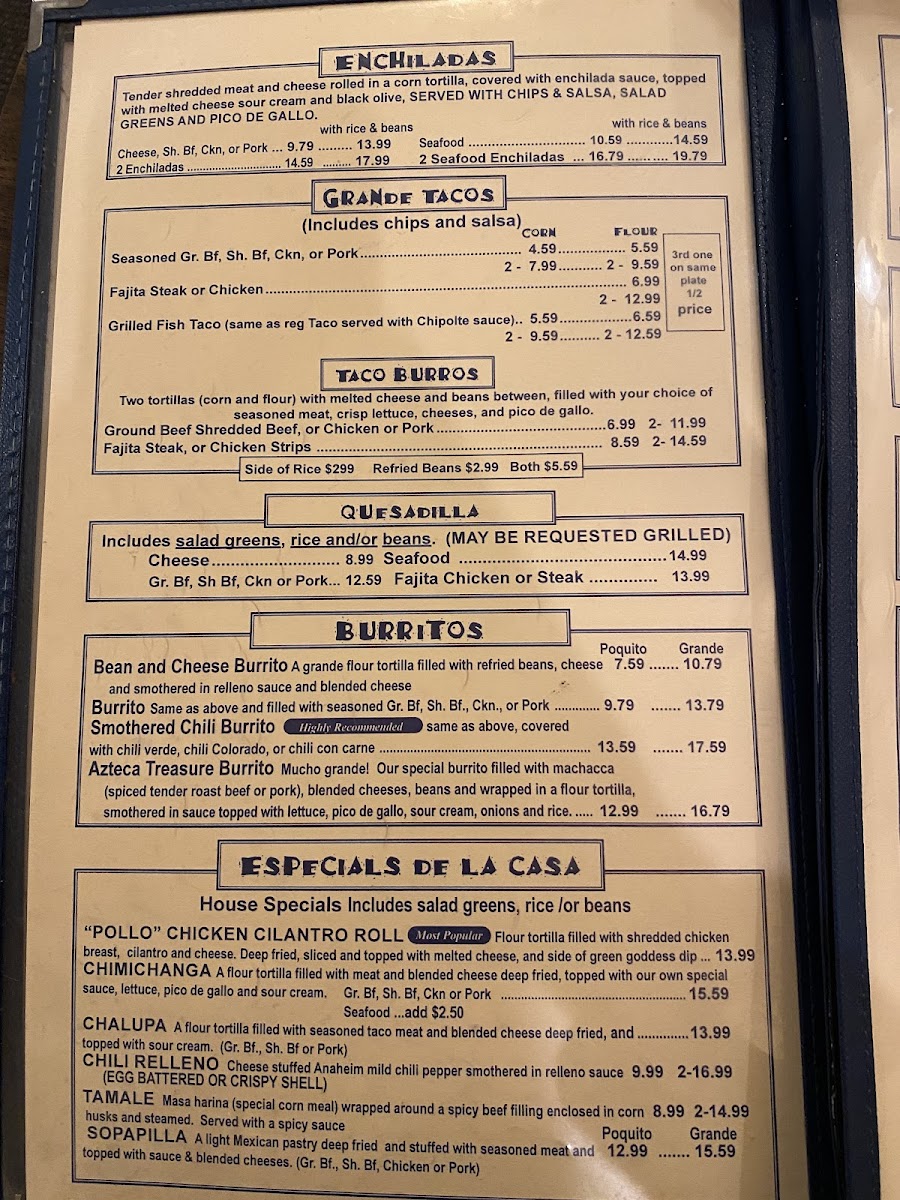 ENCHILADAS
Tender shredded meat and cheese rolled in a corn tortilla, covered with enchilada sauce, topped
with melted cheese sour cream and black olive, SERVED WITH CHIPS & SALSA, SALAD
GREENS AND PICO DE GALLO.
with rice & beans with rice & beans
Cheese, Sh. Bf, Ckn, or Pork ... 9.79 ......... 13.99 Seafood ............................ 10.59 ............14.59
2 Enchiladas ............................ 14.59 ......... 17.99 2 Seafood Enchiladas ... 16.79 .......... 19.79
GRANDE TACOS
(Includes chips and salsa)
CORN FLOUR
Seasoned Gr. Bf, Sh. Bf, Ckn, or Pork........................................ 4.59................. 5.59
2 - 7.99........... 2 - 9.59
Fajita Steak or Chicken........................................................................ 6.99
2 - 12.99
Grilled Fish Taco (same as reg Taco served with Chipolte sauce).. 5.59..................6.59
2 - 9.59.......... 2 - 12.59
3rd one
on same
plate
1/2
price
TACO BURROS
Two tortillas (corn and flour) with melted cheese and beans between, filled with your choice of
seasoned meat, crisp lettuce, cheeses, and pico de gallo.
Ground Beef Shredded Beef, or Chicken or Pork.........................................6.99 2- 11.99
Fajita Steak, or Chicken Strips ..................................................................... 8.59 2- 14.59
Side of Rice $299 Refried Beans $2.99 Both $5.59
QUESADILLA
Includes salad greens, rice and/or beans. (MAY BE REQUESTED GRILLED)
Cheese........................... 8.99 Seafood ...........................................14.99
Gr. Bf, Sh Bf, Ckn or Pork... 12.59 Fajita Chicken or Steak .............. 13.99
BURRITOS
Poquito Grande
Bean and Cheese Burrito A grande flour tortilla filled with refried beans, cheese 7.59 ....... 10.79
and smothered in relleno sauce and blended cheese
Burrito Same as above and filled with seasoned Gr. Bf, Sh. Bf., Ckn., or Pork ............ 9.79 ....... 13.79
Smothered Chili Burrito Highly Recommended same as above, covered
with chili verde, chili Colorado, or chili con carne ..................................................... 13.59 ....... 17.59
Azteca Treasure Burrito Mucho grande! Our special burrito filled with machacca
(spiced tender roast beef or pork), blended cheeses, beans and wrapped in a flour tortilla,
smothered in sauce topped with lettuce, pico de gallo, sour cream, onions and rice. ..... 12.99 ....... 16.79
ESPECIALS DE LA CASA
House Specials Includes salad greens, rice /or beans
“POLLO” CHICKEN CILANTRO ROLL Most Popular Flour tortilla filled with shredded chicken
breast, cilantro and cheese. Deep fried, sliced and topped with melted cheese, and side of green goddess dip ... 13.99
CHIMICHANGA A flour tortilla filled with meat and blended cheese deep fried, topped with our own special
sauce, lettuce, pico de gallo and sour cream. Gr. Bf, Sh. Bf, Ckn or Pork .............................................. 15.59
Seafood ...add $2.50
CHALUPA A flour tortilla filled with seasoned taco meat and blended cheese deep fried, and .............13.99
topped with sour cream. (Gr. Bf., Sh. Bf or Pork)
CHILI RELLENO Cheese stuffed Anaheim mild chili pepper smothered in relleno sauce 9.99 2-16.99
(EGG BATTERED OR CRISPY SHELL)
TAMALE Masa harina (special corn meal) wrapped around a spicy beef filling enclosed in corn 8.99 2-14.99
husks and steamed. Served with a spicy sauce
Poquito Grande
SOPAPILLA A light Mexican pastry deep fried and stuffed with seasoned meat and 12.99 ....... 15.59
topped with sauce & blended cheeses. (Gr. Bf., Sh. Bf, Chicken or Pork)